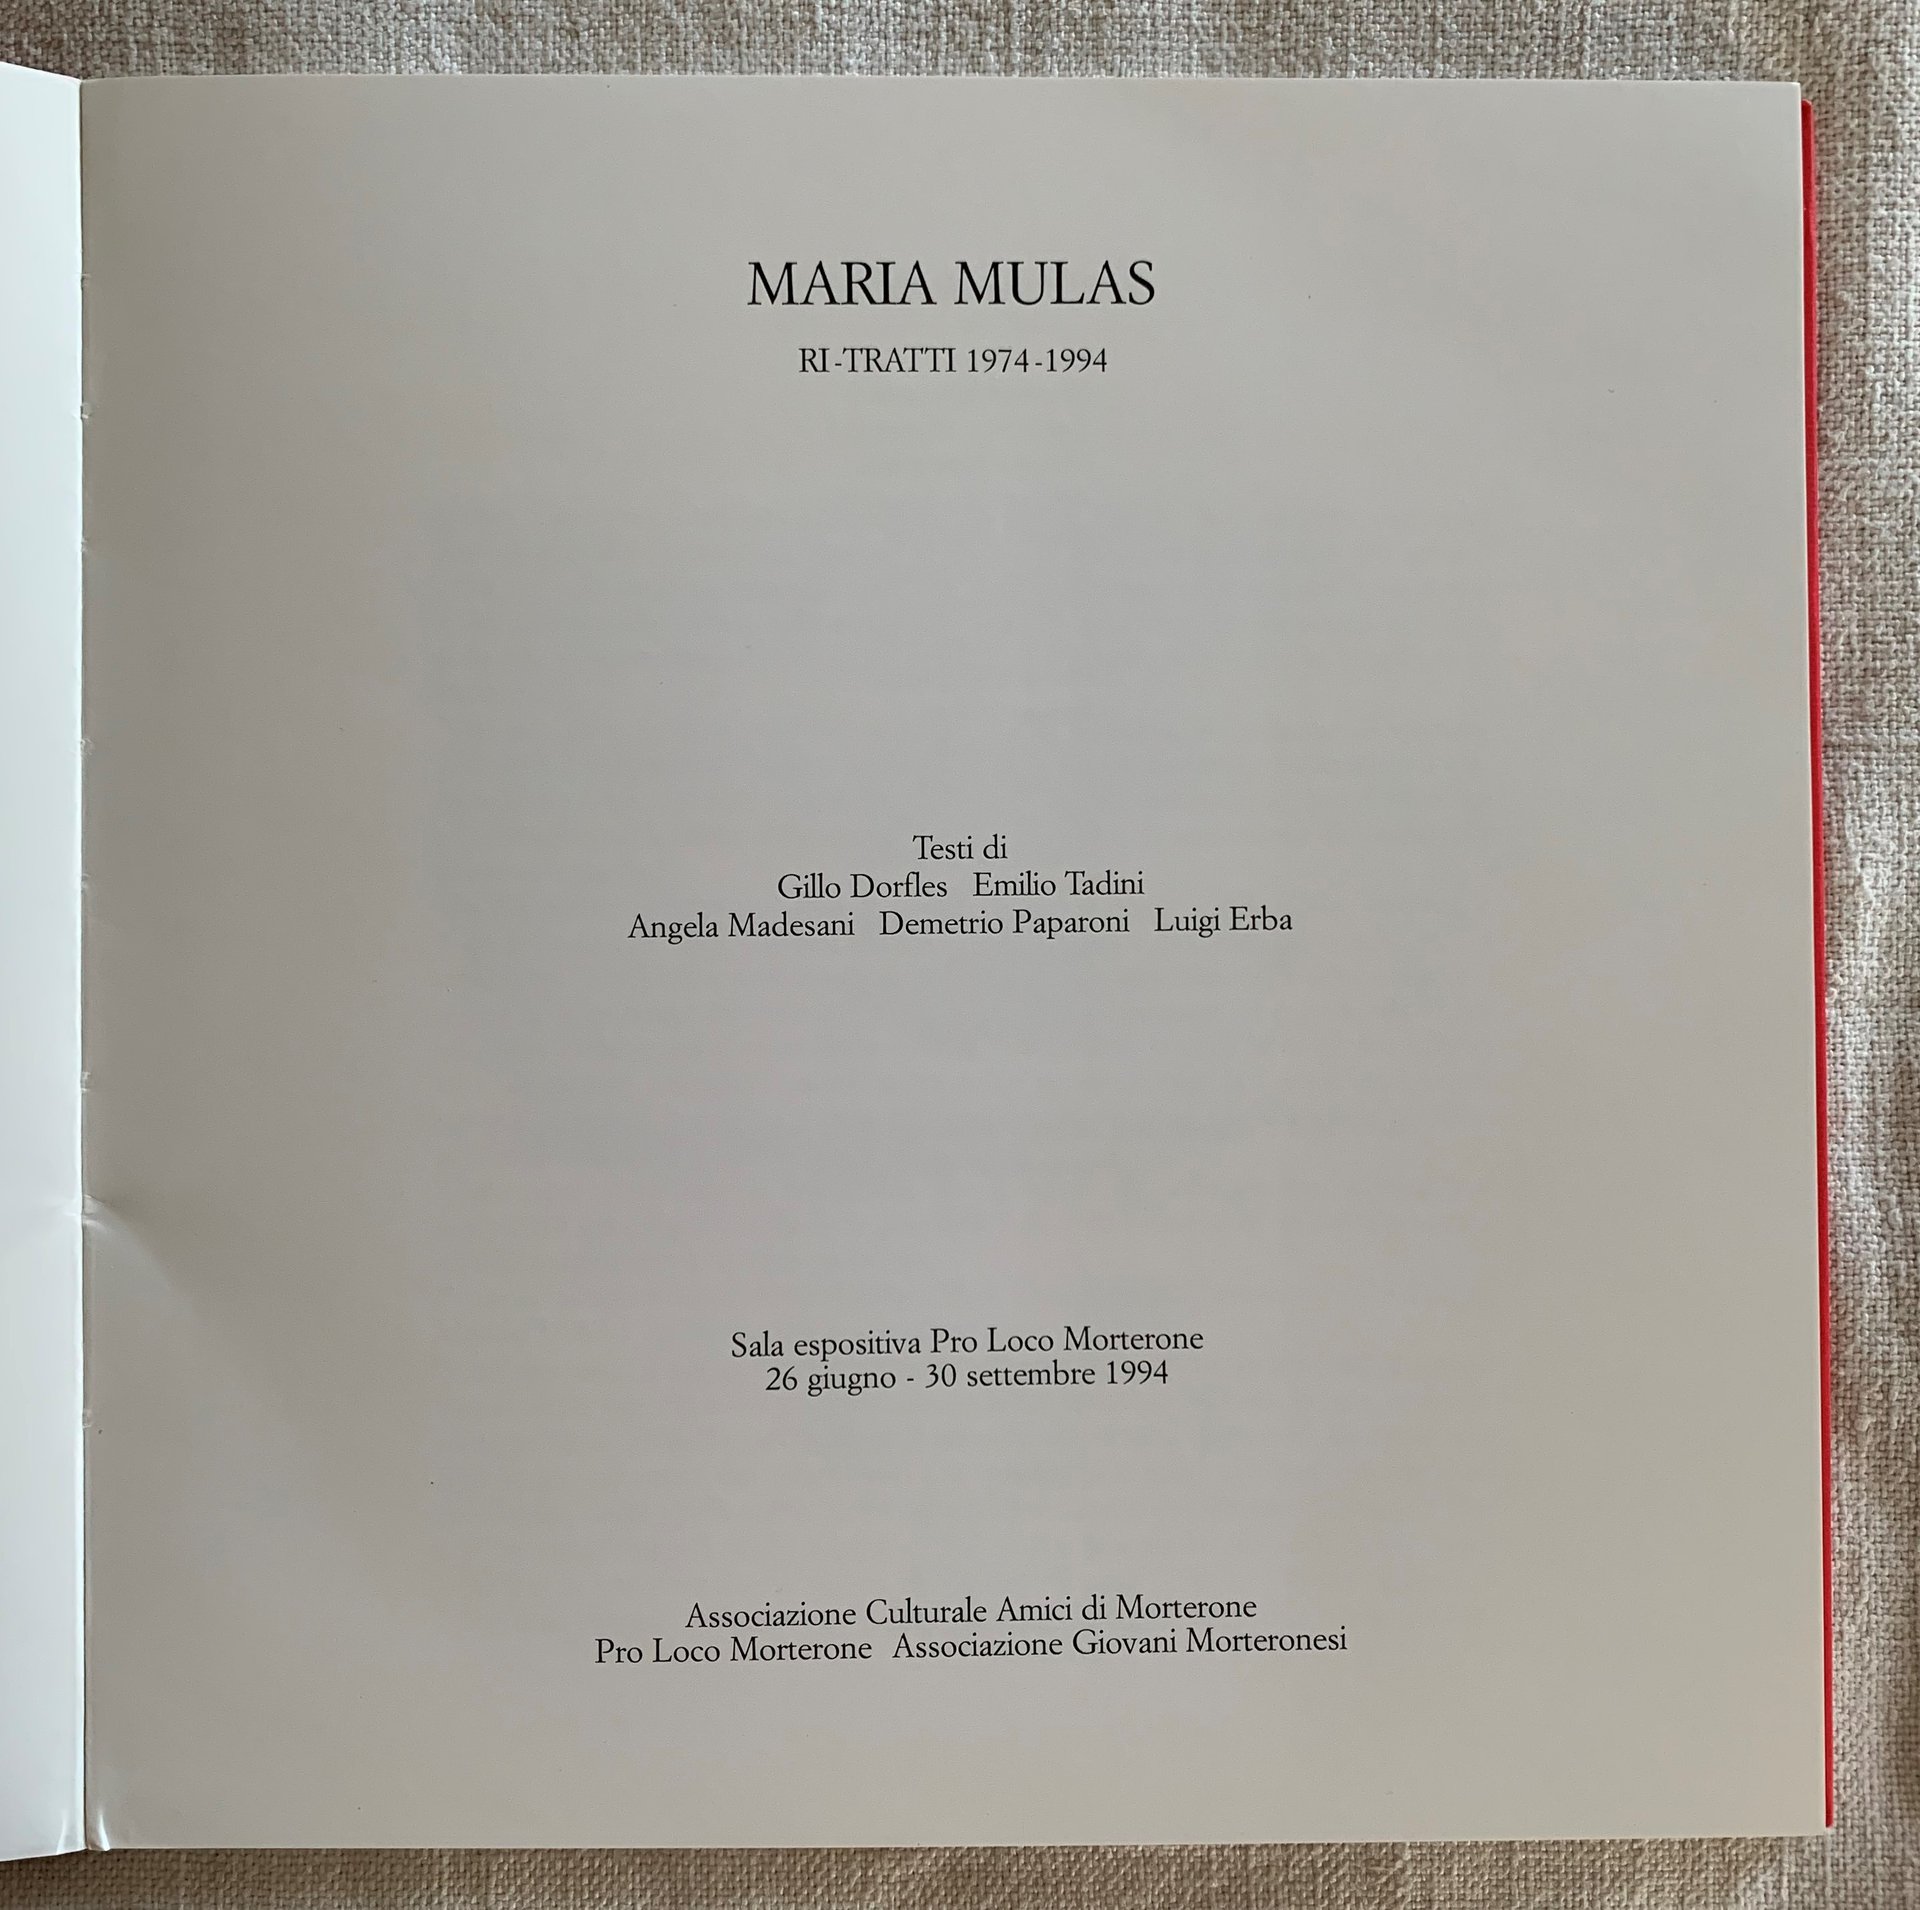 MARIA MULAS
RI-TRATTI 1974-1994
Testi di
Gillo Dorfles Emilio Tadini
Angela Madesani Demetrio Paparoni Luigi Erba
Sala espositiva Pro Loco Morterone
26 giugno - 30 settembre 1994
Associazione Culturale Amici di Morterone
Pro Loco Morterone Associazione Giovani Morteronesi